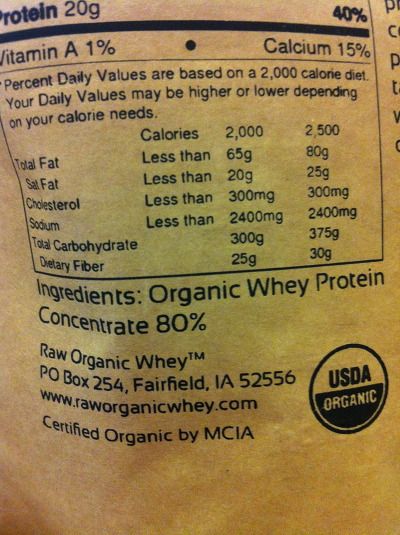 Protein 20g 40%
Vitamin A 1% • Calcium 15%
*Percent Daily Values are based on a 2,000 calorie diet.
Your Daily Values may be higher or lower depending
on your calorie needs.
Calories 2,000 2,500
Total Fat Less than 65g 80g
Sat Fat Less than 20g 25g
Cholesterol Less than 300mg 300mg
Sodium Less than 2400mg 2400mg
Total Carbohydrate 300g 375g
Dietary Fiber 25g 30g
Ingredients: Organic Whey Protein
Concentrate 80%
Raw Organic Whey™
PO Box 254, Fairfield, IA 52556
www.raworganicwhey.com
Certified Organic by MCIA
USDA
ORGANIC